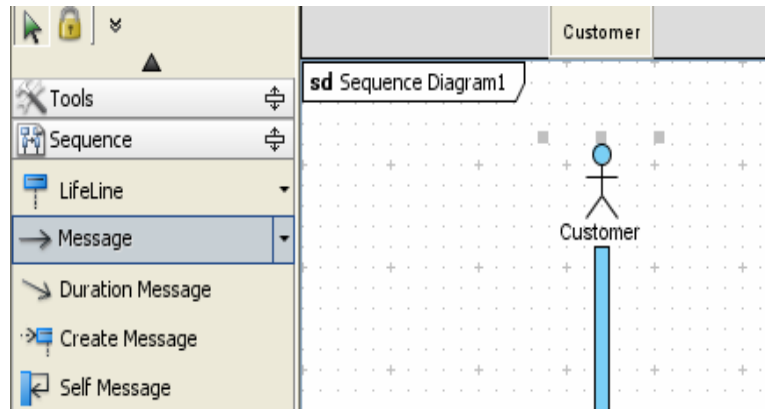 Customer
sd Sequence Diagram1
Tools
Sequence
LifeLine
Customer
Message
Duration Message
Create Message
Self Message